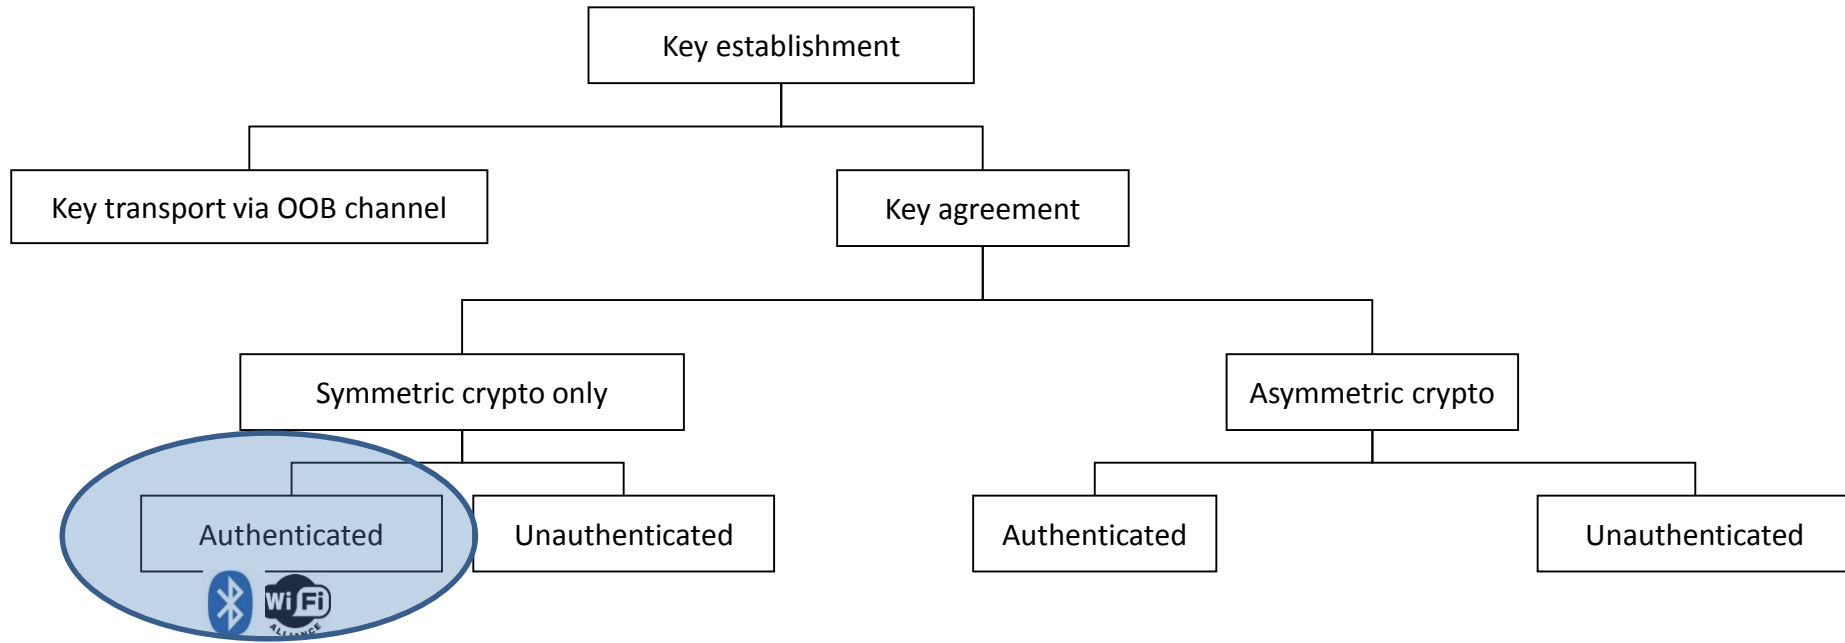 Key establishment
Key transport via OOB channel
Key agreement
Symmetric crypto only
Asymmetric crypto
Authenticated
Unauthenticated
Authenticated
Unauthenticated
Wi Fi
ALLIANCE